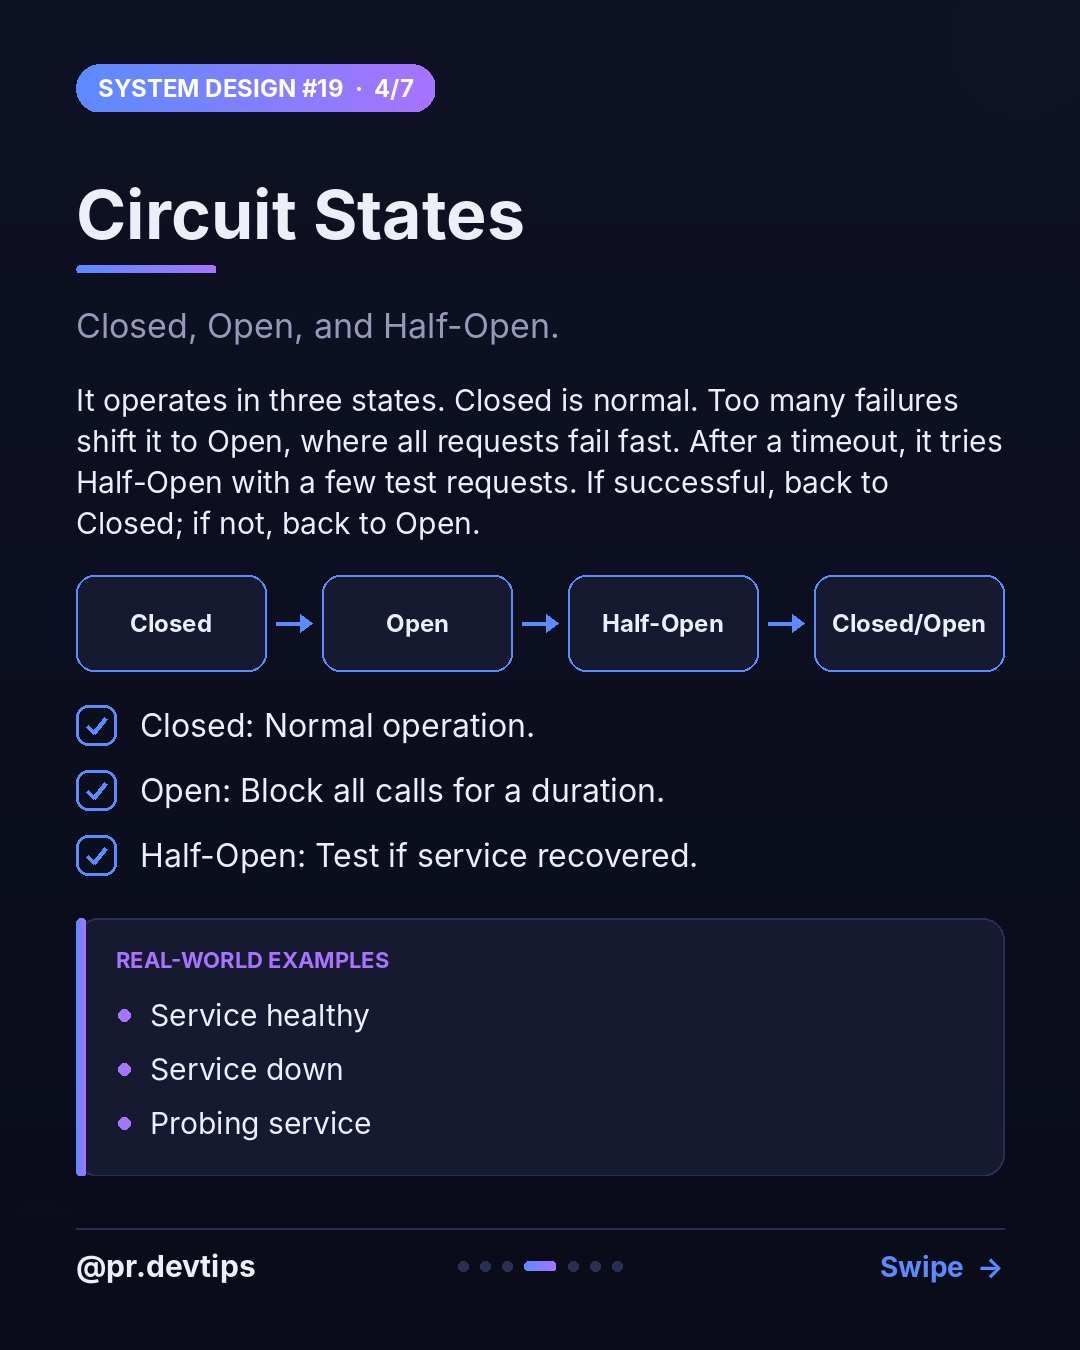 SYSTEM DESIGN #19 · 4/7
Circuit States
Closed, Open, and Half-Open.
It operates in three states. Closed is normal. Too many failures
shift it to Open, where all requests fail fast. After a timeout, it tries
Half-Open with a few test requests. If successful, back to
Closed; if not, back to Open.
Closed → Open → Half-Open → Closed/Open
Closed: Normal operation.
Open: Block all calls for a duration.
Half-Open: Test if service recovered.
REAL-WORLD EXAMPLES
Service healthy
Service down
Probing service
@pr.devtips
Swipe →